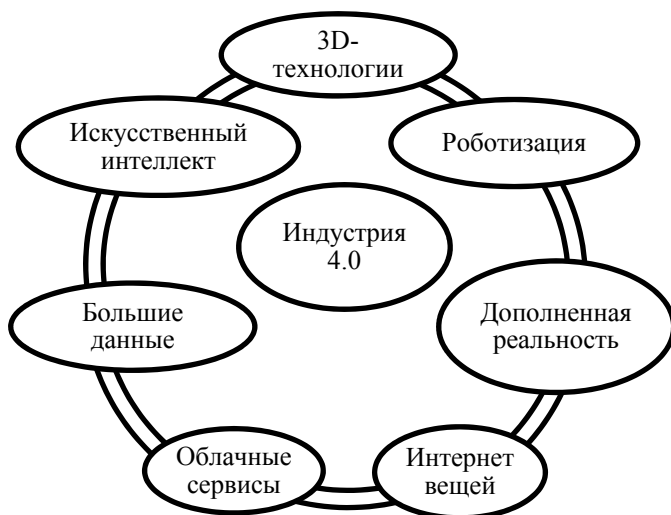 3D-
технологии
Искусственный
интеллект
Роботизация
Индустрия
4.0
Большие
данные
Дополненная
реальность
Облачные
сервисы
Интернет
вещей